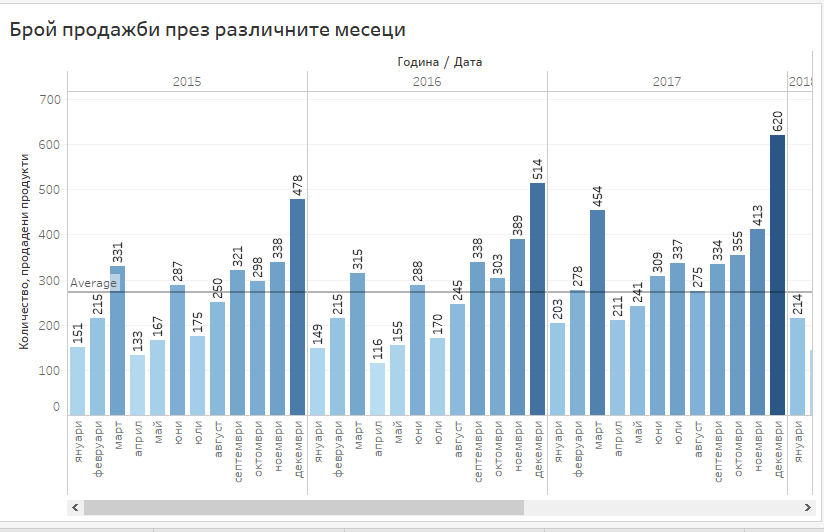 Брой продажби през различните месеци
Година / Дата
2015 2016 2017 2018
Количество, продадени продукти
700
600
500
400
300
200
100
0
Average
151 215 331 133 167 287 175 250 321 298 338 478
149 215 315 116 155 288 170 245 338 303 389 514
203 278 454 211 241 309 337 275 334 355 413 620
214
януари февруари март април май юни юли август септември октомври ноември декември
януари февруари март април май юни юли август септември октомври ноември декември
януари февруари март април май юни юли август септември октомври ноември декември
януари